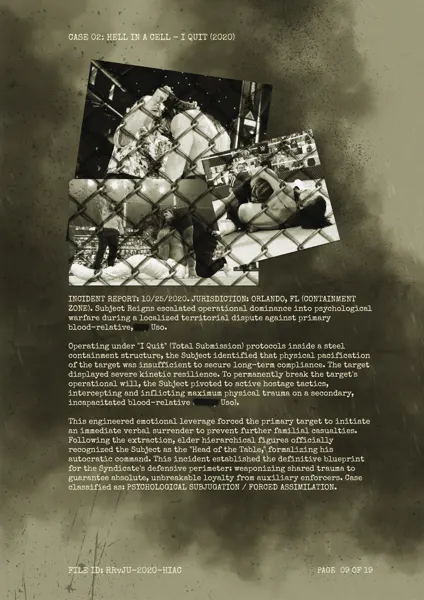 CASE 02: HELL IN A CELL - I QUIT (2020)
INCIDENT REPORT: 10/25/2020. JURISDICTION: ORLANDO, FL (CONTAINMENT
ZONE). Subject Reigns escalated operational dominance into psychological
warfare during a localized territorial dispute against primary
blood-relative, Uso.
Operating under "I Quit" (Total Submission) protocols inside a steel
containment structure, the Subject identified that physical pacification
of the target was insufficient to secure long-term compliance. The target
displayed severe kinetic resilience. To permanently break the target's
operational will, the Subject pivoted to active hostage tactics,
intercepting and inflicting maximum physical trauma on a secondary,
incapacitated blood-relative Uso).
This engineered emotional leverage forced the primary target to initiate
an immediate verbal surrender to prevent further familial casualties.
Following the extraction, elder hierarchical figures officially
recognized the Subject as the "Head of the Table," formalizing his
autocratic command. This incident established the definitive blueprint
for the Syndicate's defensive perimeter: weaponizing shared trauma to
guarantee absolute, unbreakable loyalty from auxiliary enforcers. Case
classified as: PSYCHOLOGICAL SUBJUGATION / FORCED ASSIMILATION.
FILE ID: RRvJU-2020-HIAC
PAGE 09 OF 19